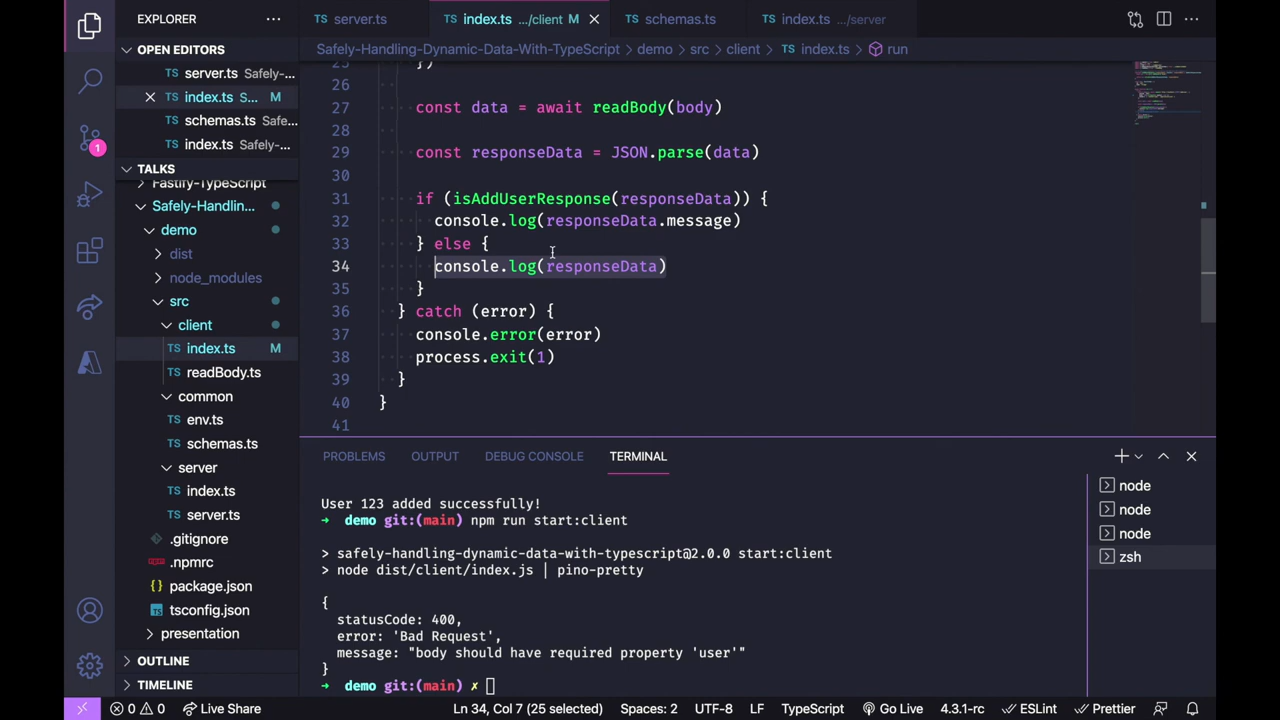 EXPLORER
OPEN EDITORS
TS server.ts Safely-...
TS index.ts S... M
TS schemas.ts Safe...
TS index.ts Safely-...
TALKS
Fastify-TypeScript
Safely-Handlin...
demo
dist
node_modules
src
client
TS index.ts M
TS readBody.ts
common
TS env.ts
TS schemas.ts
server
TS index.ts
TS server.ts
.gitignore
.npmrc
package.json
tsconfig.json
presentation
OUTLINE
TIMELINE
1
TS server.ts TS index.ts .../client M TS schemas.ts TS index.ts .../server
Safely-Handling-Dynamic-Data-With-TypeScript > demo > src > client > TS index.ts > run
25 })
26
27 const data = await readBody(body)
28
29 const responseData = JSON.parse(data)
30
31 if (isAddUserResponse(responseData)) {
32 console.log(responseData.message)
33 } else {
34 console.log(responseData)
35 }
36 } catch (error) {
37 console.error(error)
38 process.exit(1)
39 }
40 }
41
PROBLEMS OUTPUT DEBUG CONSOLE TERMINAL
User 123 added successfully!
➜ demo git:(main) npm run start:client
> safely-handling-dynamic-data-with-typescript@2.0.0 start:client
> node dist/client/index.js | pino-pretty
{
statusCode: 400,
error: 'Bad Request',
message: "body should have required property 'user'"
}
➜ demo git:(main) ✗
node
node
node
zsh
0 0 Live Share Ln 34, Col 7 (25 selected) Spaces: 2 UTF-8 LF TypeScript Go Live 4.3.1-rc ESLint Prettier